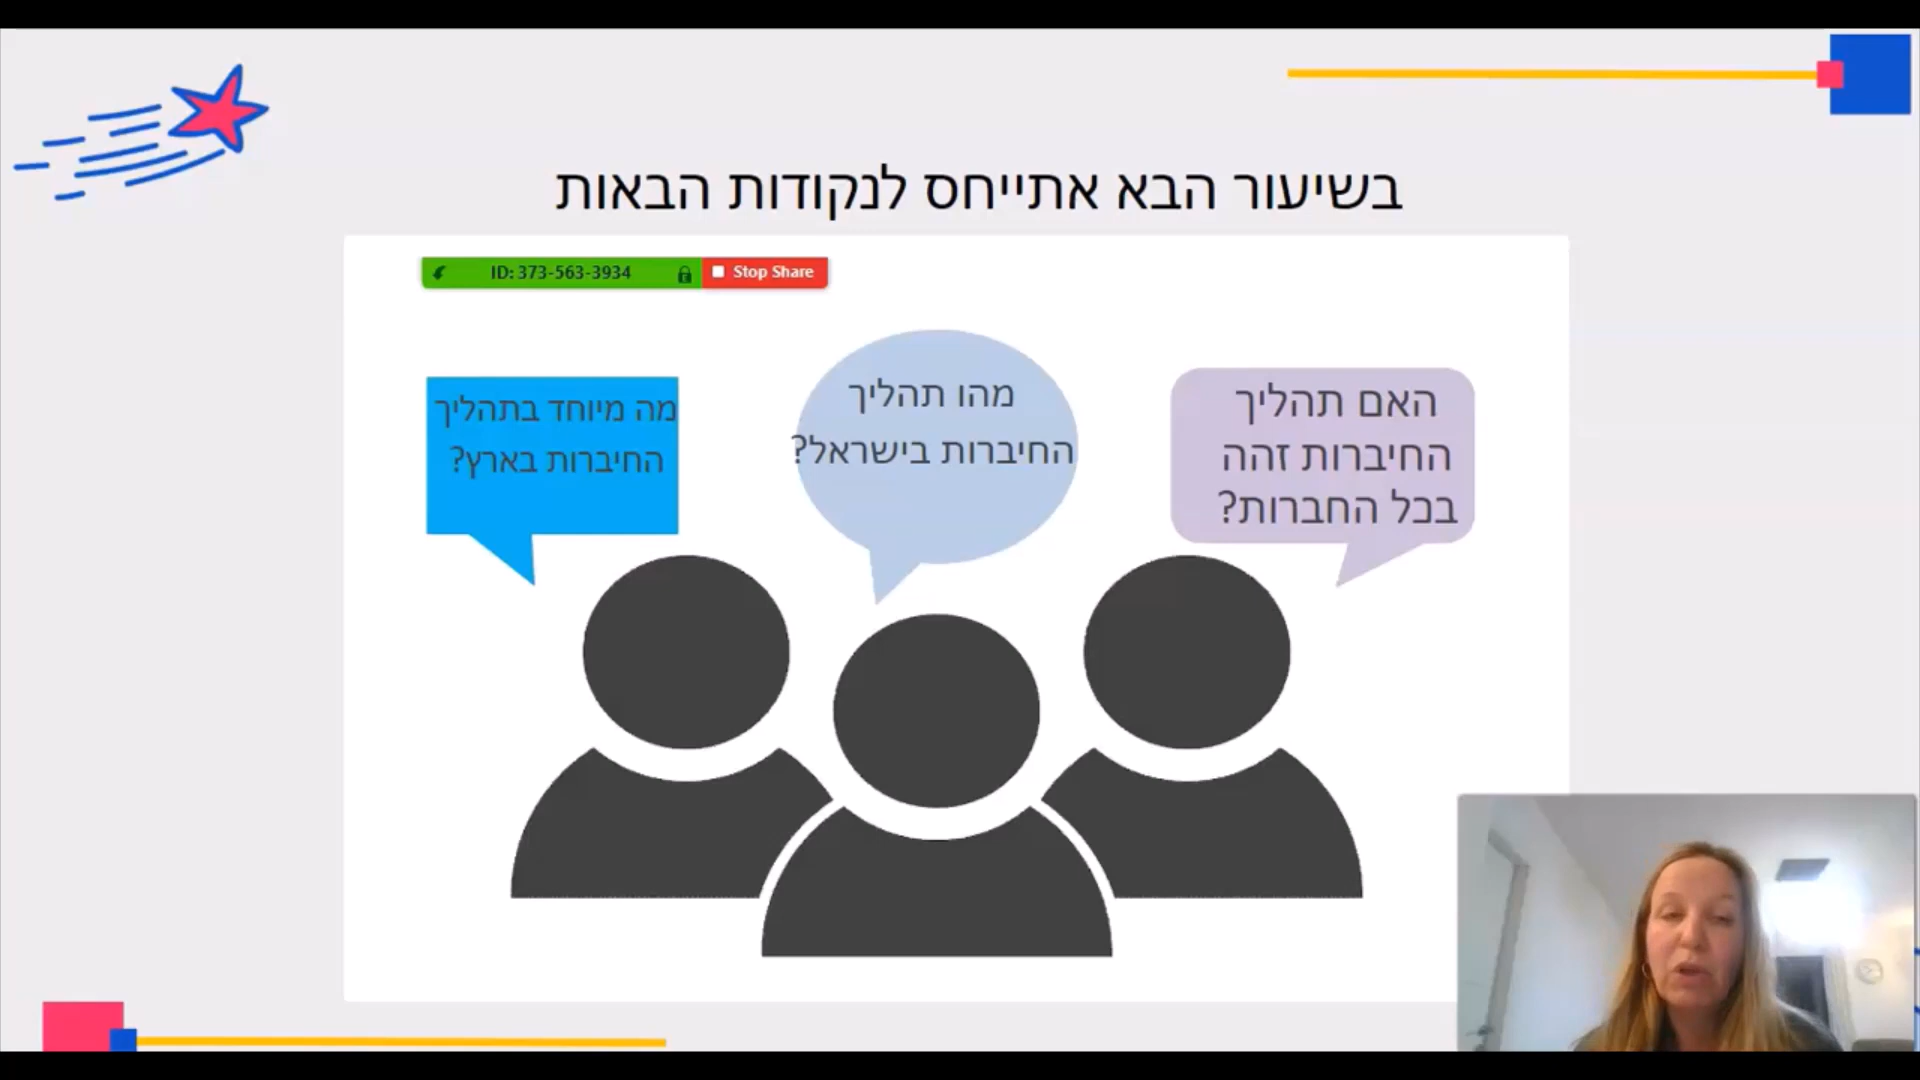 בשיעור הבא אתייחס לנקודות הבאות
ID: 373-563-3934 Stop Share
האם תהליך
החיברות זהה
בכל החברות?
מהו תהליך
החיברות בישראל?
מה מיוחד בתהליך
החיברות בארץ?